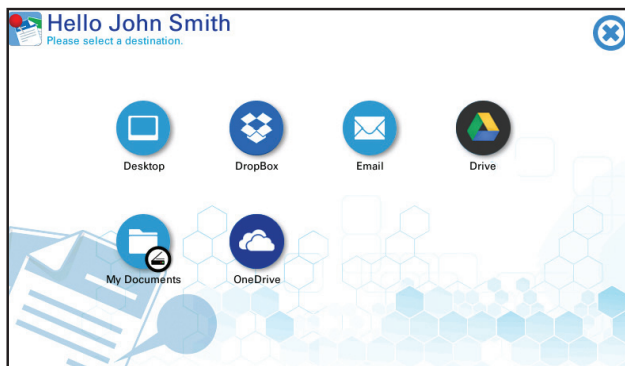 Hello John Smith
Please select a destination.
Desktop DropBox Email Drive
My Documents OneDrive